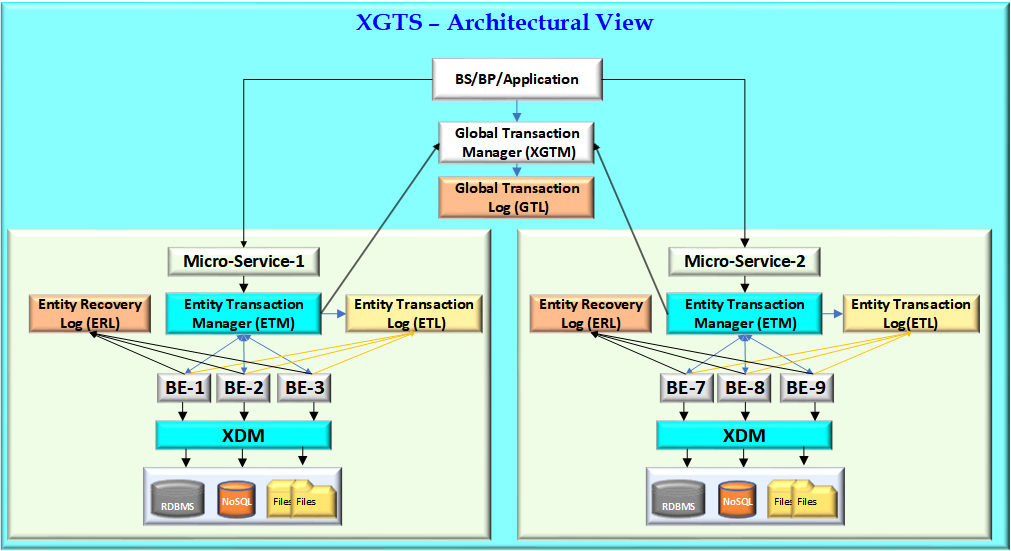 XGTS – Architectural View
BS/BP/Application
Global Transaction
Manager (XGTM)
Global Transaction
Log (GTL)
Micro-Service-1
Entity Recovery
Log (ERL)
Entity Transaction
Manager (ETM)
Entity Transaction
Log (ETL)
BE-1
BE-2
BE-3
XDM
RDBMS
NoSQL
Files
Files
Micro-Service-2
Entity Recovery
Log (ERL)
Entity Transaction
Manager (ETM)
Entity Transaction
Log(ETL)
BE-7
BE-8
BE-9
XDM
RDBMS
NoSQL
Files
Files